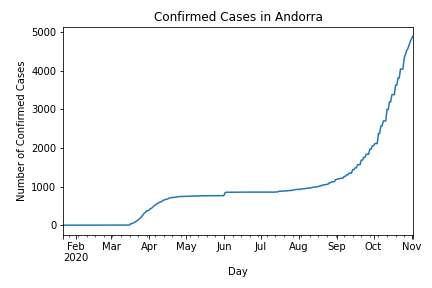 Confirmed Cases in Andorra
Number of Confirmed Cases
5000
4000
3000
2000
1000
0
Feb Mar Apr May Jun Jul Aug Sep Oct Nov
2020
Day